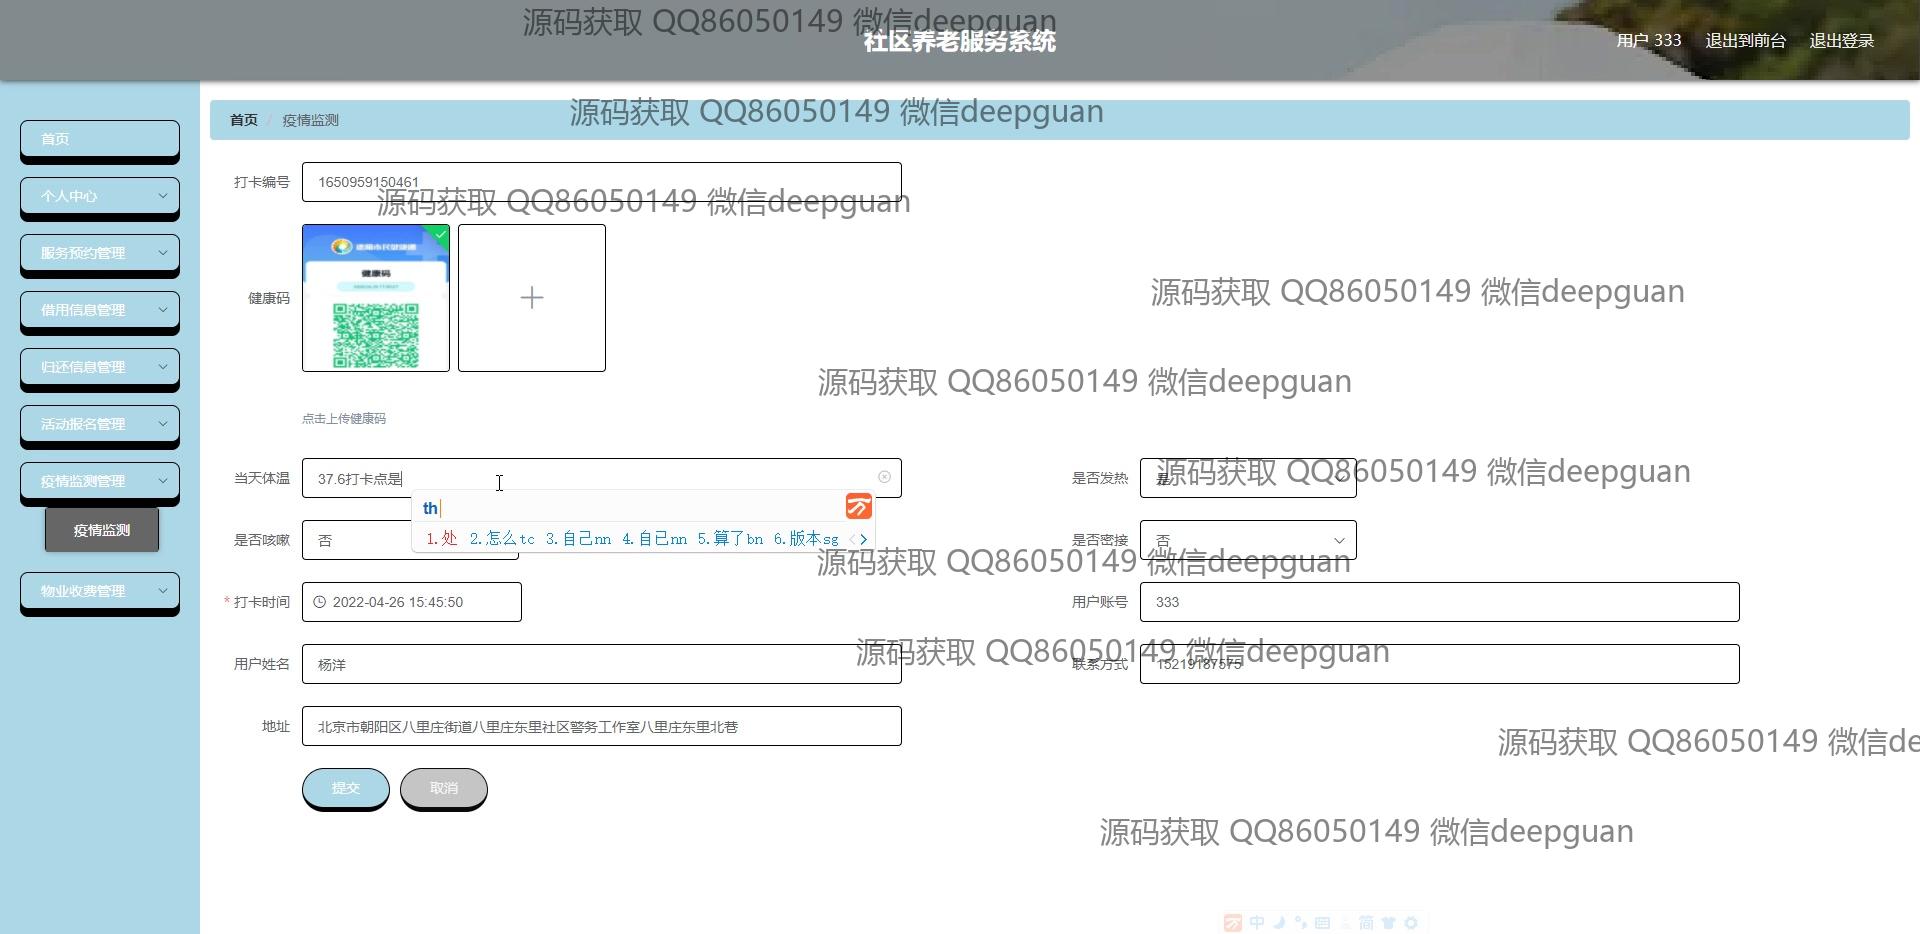 源码获取 QQ86050149 微信deepguan
社区养老服务系统
用户 333 退出到前台 退出登录
源码获取 QQ86050149 微信deepguan
首页 / 疫情监测
首页
个人中心
服务预约管理
借用信息管理
归还信息管理
活动报名管理
疫情监测管理
疫情监测
物业收费管理
打卡编号 1650959150461
源码获取 QQ86050149 微信deepguan
健康码
健康码
源码获取 QQ86050149 微信deepguan
源码获取 QQ86050149 微信deepguan
点击上传健康码
当天体温 37.6打卡点是
是否发热 是
源码获取 QQ86050149 微信deepguan
th
1.处 2.怎么tc 3.自己nn 4.自已nn 5.算了bn 6.版本sg
是否咳嗽 否
是否密接 否
源码获取 QQ86050149 微信deepguan
* 打卡时间 2022-04-26 15:45:50
用户账号 333
源码获取 QQ86050149 微信deepguan
用户姓名 杨洋
联系方式 15219187575
地址 北京市朝阳区八里庄街道八里庄东里社区警务工作室八里庄东里北巷
源码获取 QQ86050149 微信de
提交 取消
源码获取 QQ86050149 微信deepguan
中 简